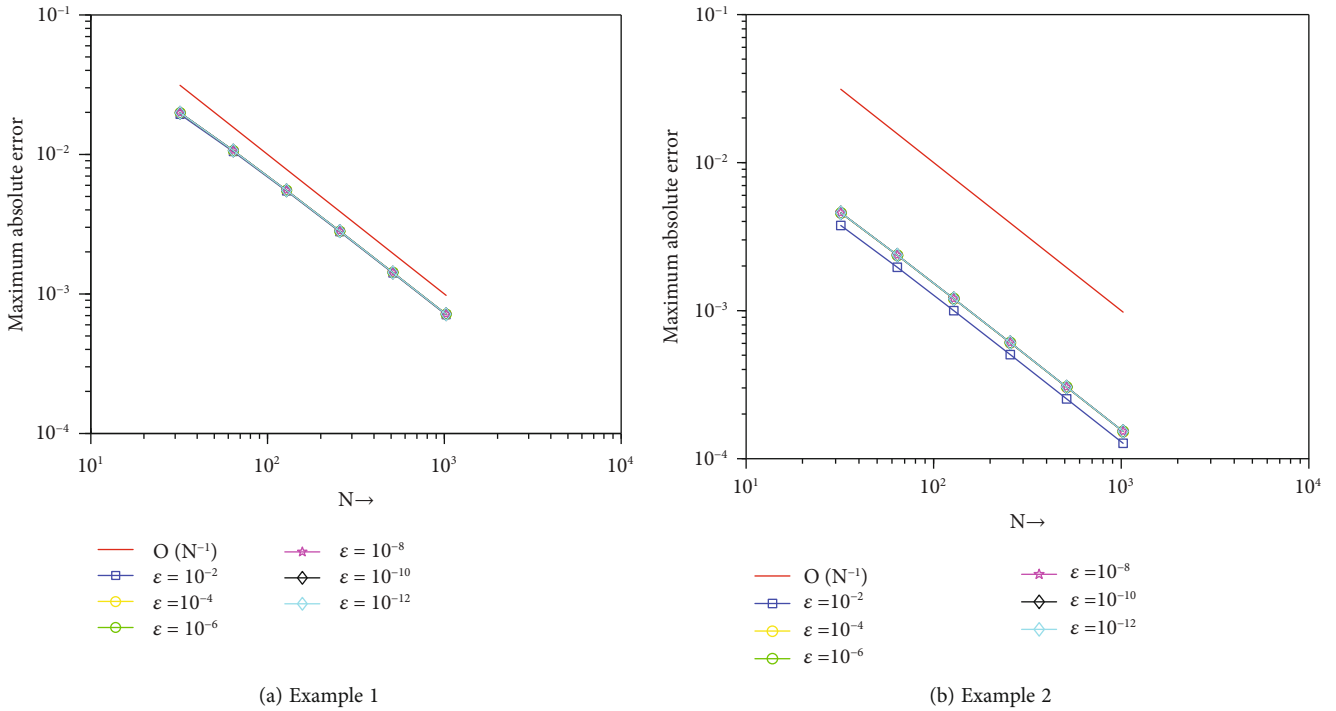 10⁻¹
10⁻²
10⁻³
10⁻⁴
Maximum absolute error
10¹
10²
10³
10⁴
N→
O (N⁻¹)
ε = 10⁻²
ε =10⁻⁴
ε = 10⁻⁶
ε = 10⁻⁸
ε = 10⁻¹⁰
ε = 10⁻¹²
(a) Example 1
10⁻¹
10⁻²
10⁻³
10⁻⁴
Maximum absolute error
10¹
10²
10³
10⁴
N→
O (N⁻¹)
ε =10⁻²
ε =10⁻⁴
ε =10⁻⁶
ε =10⁻⁸
ε =10⁻¹⁰
ε =10⁻¹²
(b) Example 2